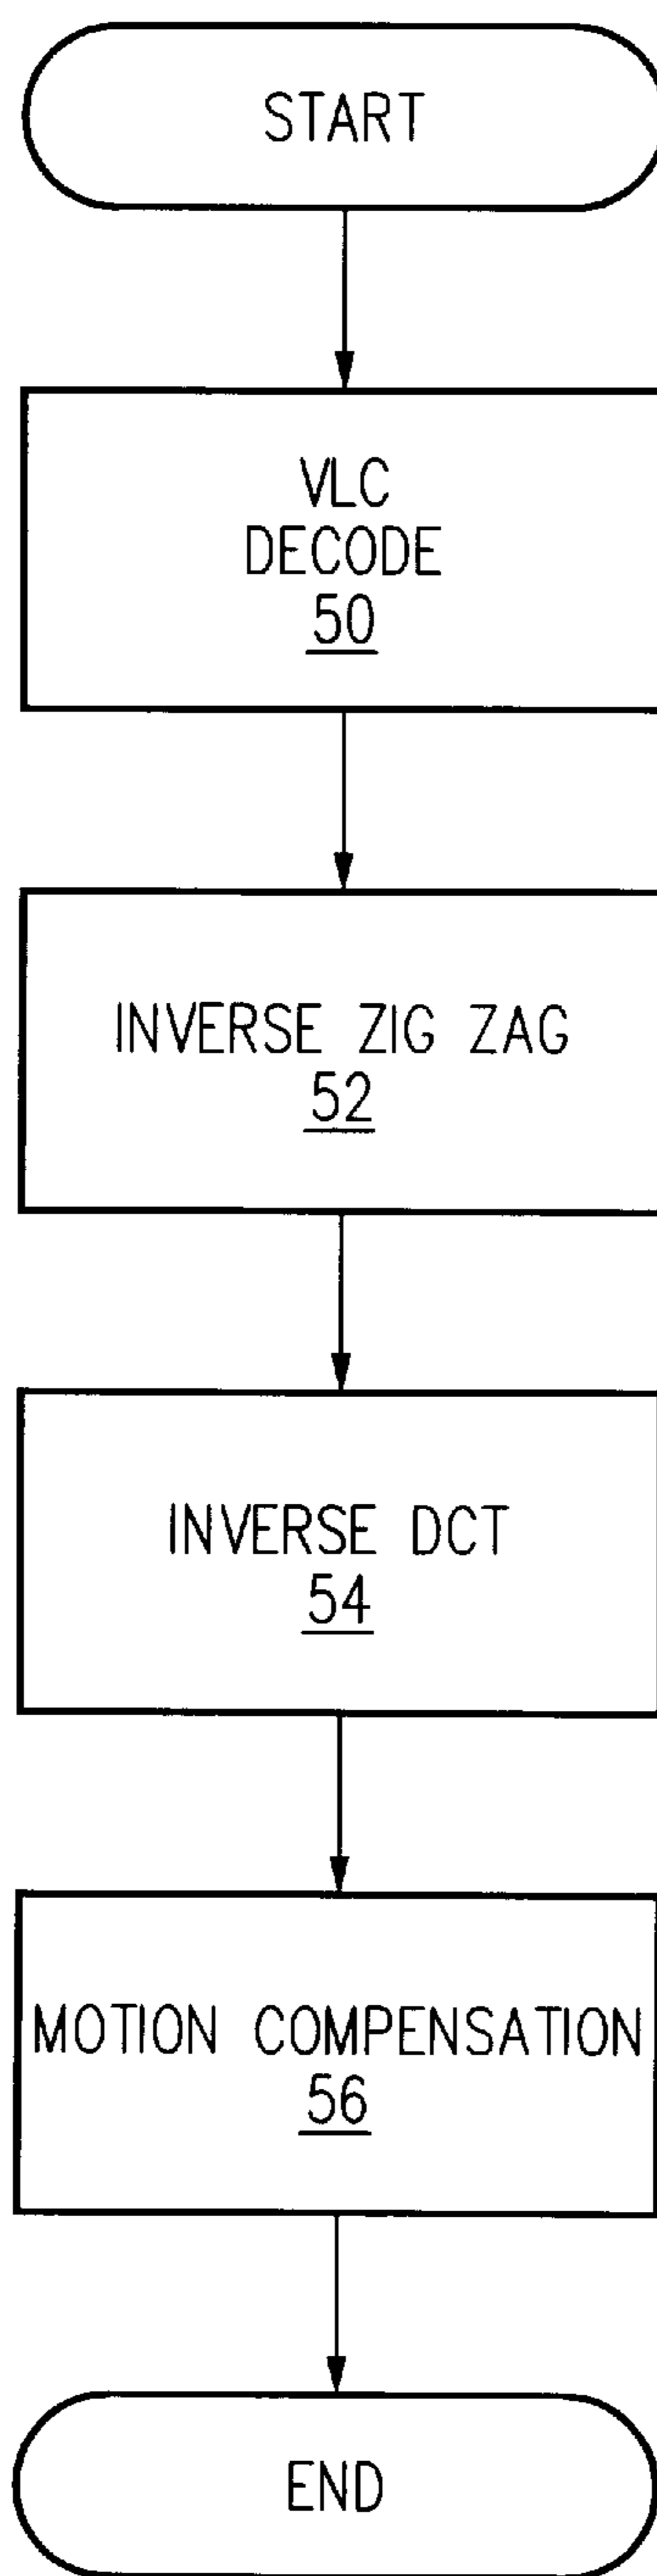 START
VLC
DECODE
50
INVERSE ZIG ZAG
52
INVERSE DCT
54
MOTION COMPENSATION
56
END